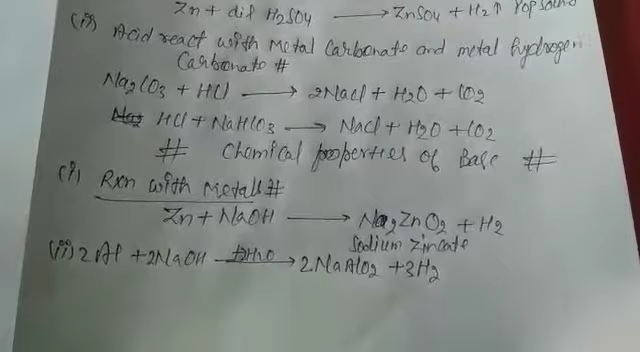 Zn + dil H2SO4 ⟶ ZnSO4 + H2↑ Pop sound
(ii) Acid react with Metal Carbonate and metal hydrogen
Carbonate #
Na2CO3 + HCl ⟶ 2NaCl + H2O + CO2
HCl + NaHCO3 ⟶ NaCl + H2O + CO2
# Chemical properties of Base #
(i) Rxn with Metals #
Zn + NaOH ⟶ Na2ZnO2 + H2
Sodium Zincate
(ii) 2Al + 2NaOH +2H2O ⟶ 2NaAlO2 + 3H2